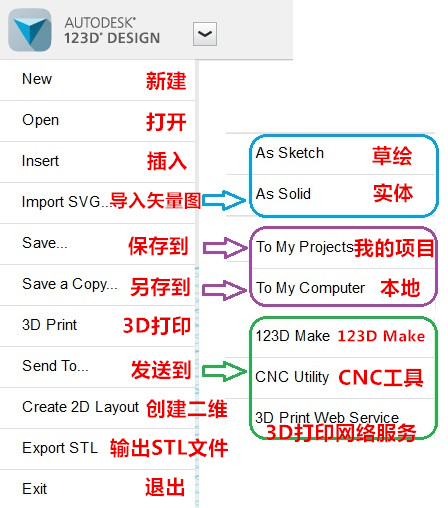 AUTODESK®
123D® DESIGN
New 新建
Open 打开
Insert 插入
Import SVG... 导入矢量图
As Sketch 草绘
As Solid 实体
Save... 保存到
To My Projects 我的项目
Save a Copy... 另存到
To My Computer 本地
3D Print 3D打印
123D Make 123D Make
Send To... 发送到
CNC Utility CNC工具
Create 2D Layout 创建二维
3D Print Web Service
3D打印网络服务
Export STL 输出STL文件
Exit 退出